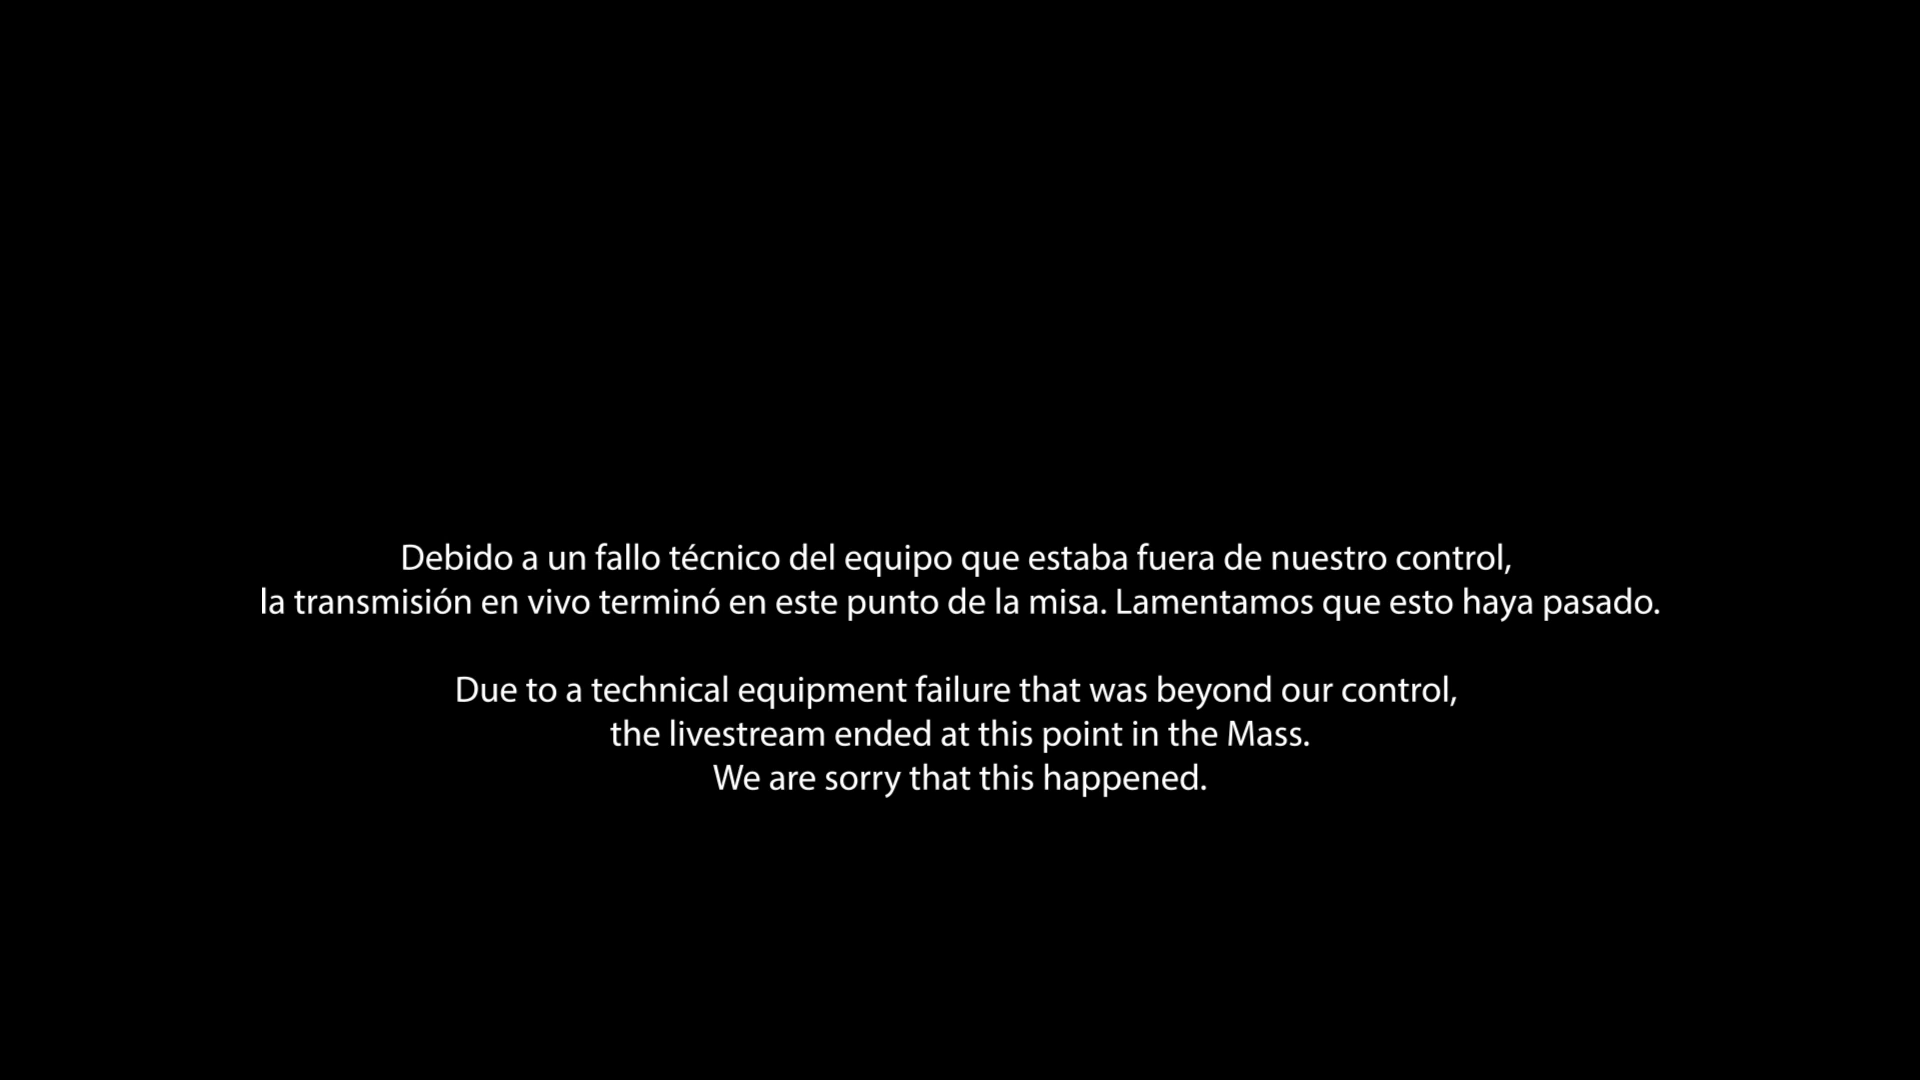 Debido a un fallo técnico del equipo que estaba fuera de nuestro control,
la transmisión en vivo terminó en este punto de la misa. Lamentamos que esto haya pasado.
Due to a technical equipment failure that was beyond our control,
the livestream ended at this point in the Mass.
We are sorry that this happened.